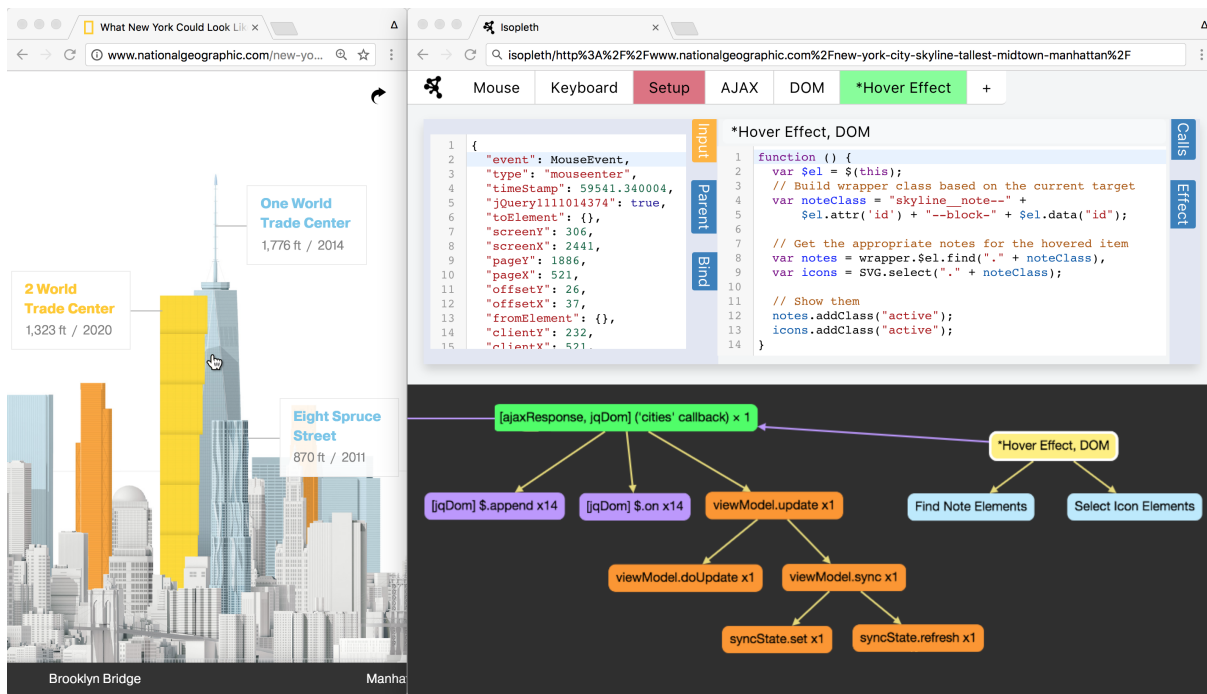 What New York Could Look Lik
www.nationalgeographic.com/new-yo...
One World
Trade Center
1,776 ft / 2014
2 World
Trade Center
1,323 ft / 2020
Eight Spruce
Street
870 ft / 2011
Brooklyn Bridge
Manha
Isopleth
isopleth/http%3A%2F%2Fwww.nationalgeographic.com%2Fnew-york-city-skyline-tallest-midtown-manhattan%2F
Mouse
Keyboard
Setup
AJAX
DOM
*Hover Effect
+
1 {
2 "event": MouseEvent,
3 "type": "mouseenter",
4 "timeStamp": 59541.340004,
5 "jQuery1111014374": true,
6 "toElement": {},
7 "screenY": 306,
8 "screenX": 2441,
9 "pageY": 1886,
10 "pageX": 521,
11 "offsetY": 26,
12 "offsetX": 37,
13 "fromElement": {},
14 "clientY": 232,
15 "clientX": 521,
Input
Parent
Bind
*Hover Effect, DOM
1 function () {
2 var $el = $(this);
3 // Build wrapper class based on the current target
4 var noteClass = "skyline__note--" +
5 $el.attr('id') + "--block-" + $el.data("id");
6
7 // Get the appropriate notes for the hovered item
8 var notes = wrapper.$el.find("." + noteClass),
9 var icons = SVG.select("." + noteClass);
10
11 // Show them
12 notes.addClass("active");
13 icons.addClass("active");
14 }
Calls
Effect
[ajaxResponse, jqDom] ('cities' callback) × 1
*Hover Effect, DOM
[jqDom] $.append x14
[jqDom] $.on x14
viewModel.update x1
Find Note Elements
Select Icon Elements
viewModel.doUpdate x1
viewModel.sync x1
syncState.set x1
syncState.refresh x1